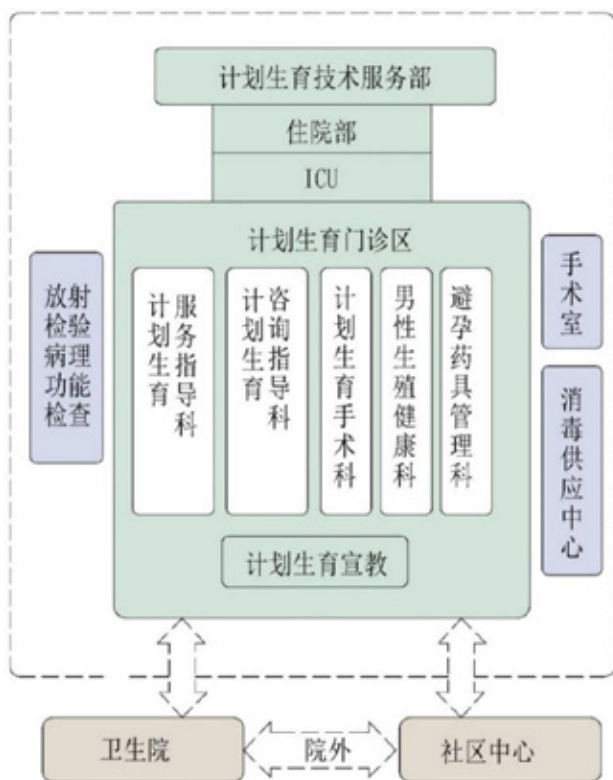 计划生育技术服务部
住院部
ICU
计划生育门诊区
放射
检验
病理
功能
检查
计划生育
服务指导科
计划生育
咨询指导科
计划生育手术科
男性生殖健康科
避孕药具管理科
手术室
消毒供应中心
计划生育宣教
卫生院
院外
社区中心